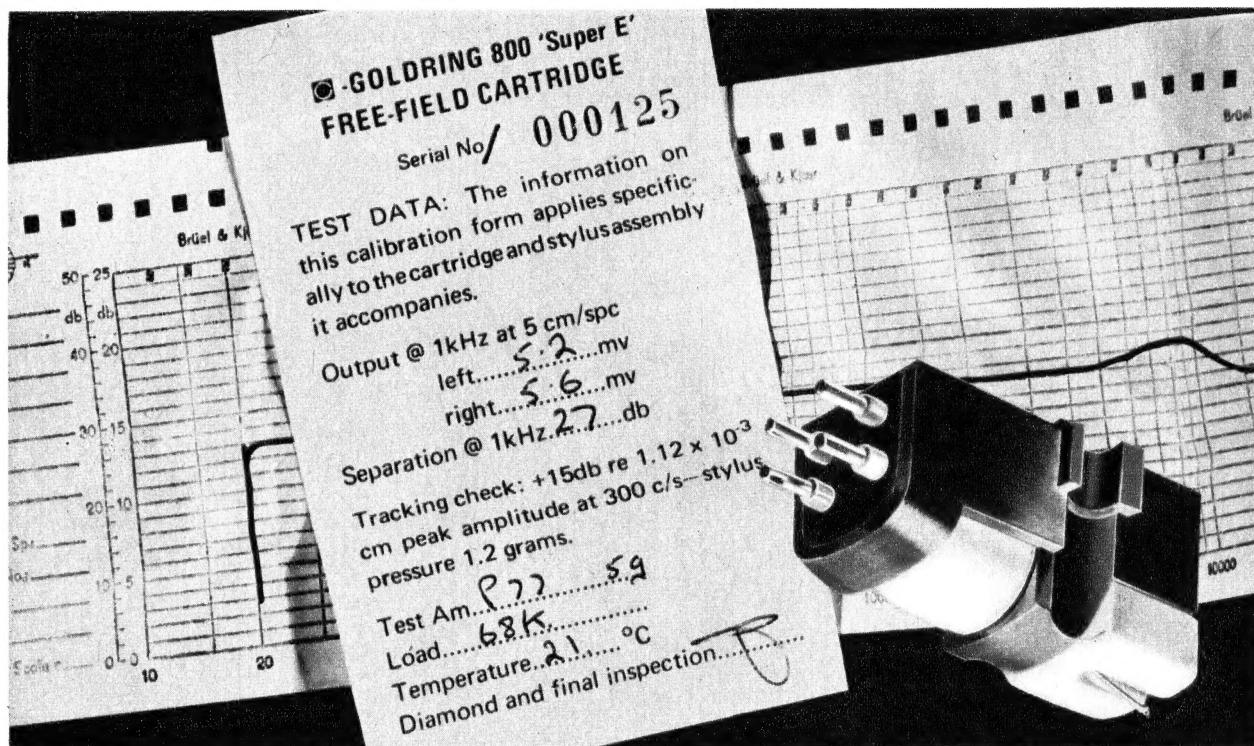 -GOLDRING 800 'Super E'
FREE-FIELD CARTRIDGE
Serial No/ 000125
TEST DATA: The information on
this calibration form applies specific-
ally to the cartridge and stylus assembly
it accompanies.
Output @ 1kHz at 5 cm/spc
left.....5.2.....mv
right....5.6.....mv
Separation @ 1kHz.27....db
Tracking check: +15db re 1.12 x 10-3
cm peak amplitude at 300 c/s—stylus
pressure 1.2 grams.
Test Am..P77.....59
Load....68K.............
Temperature..21......°C
Diamond and final inspection............
Brüel & Kj
50 25
db db
40 20
30 15
20 10
10 5
0 0
10 20
Brüel & Kjær
Brüel
10000